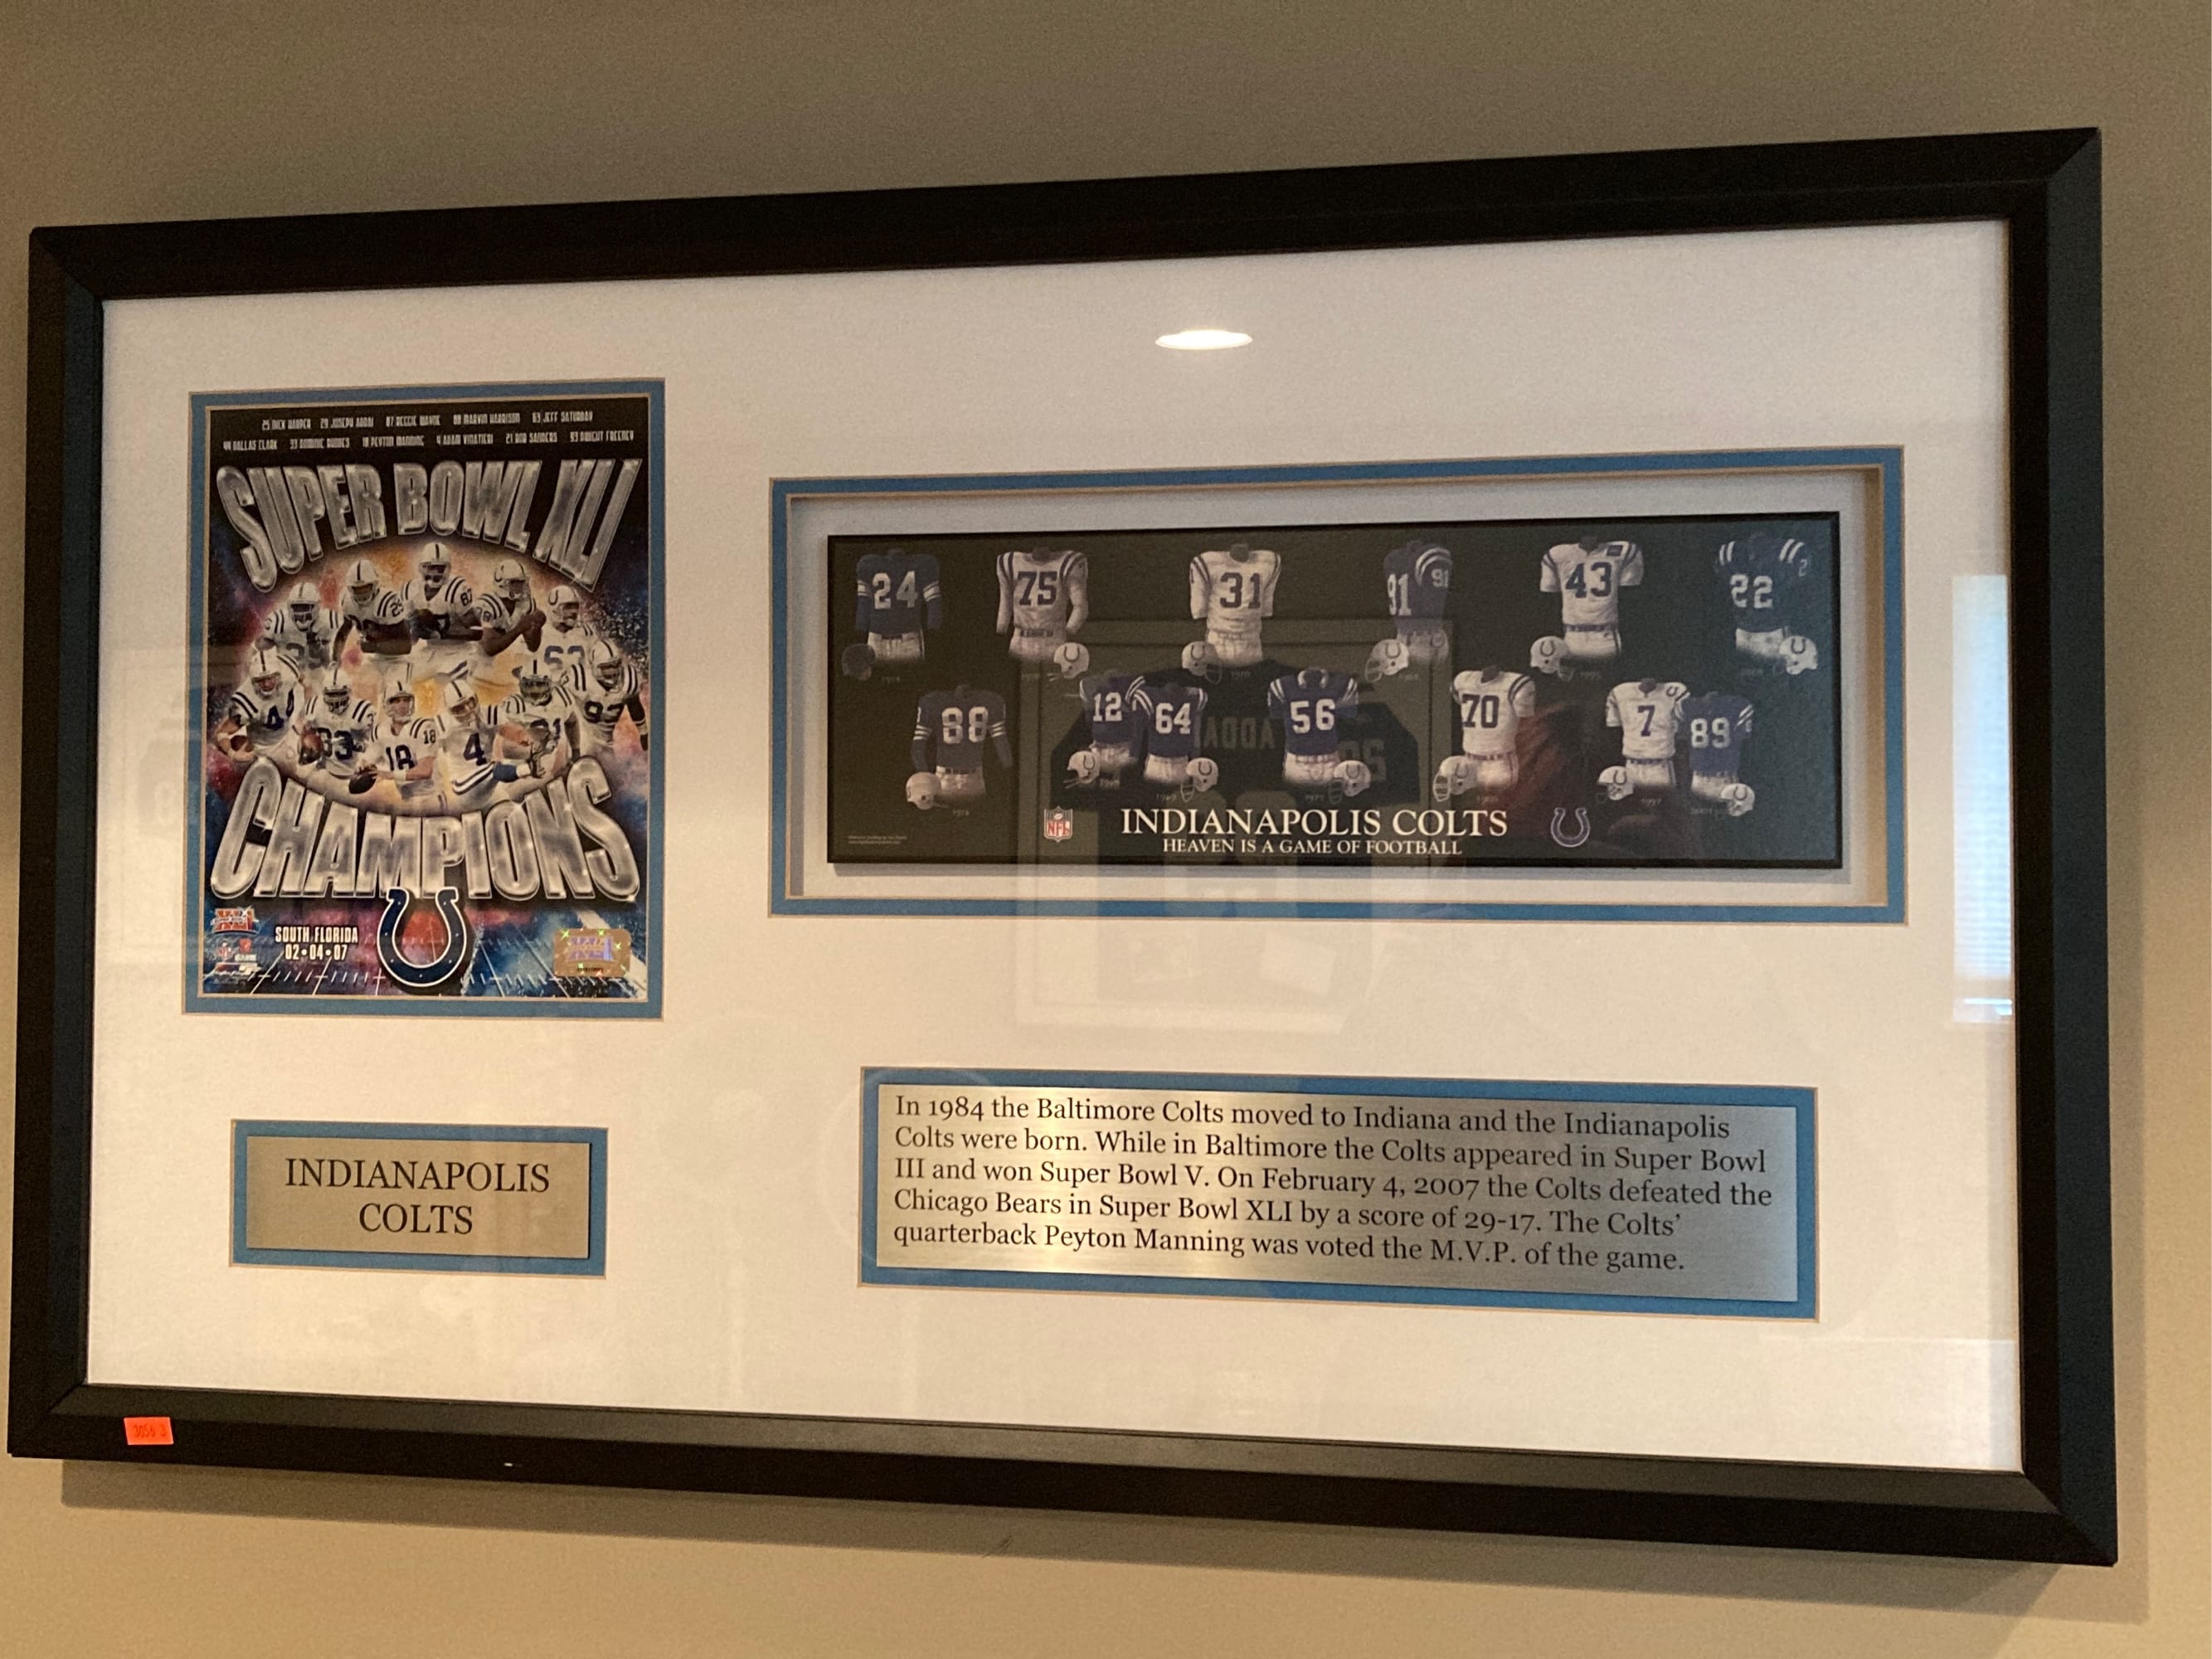 25 NICK HARPER 29 JOSEPH ADDAI 87 REGGIE WAYNE 88 MARVIN HARRISON 63 JEFF SATURDAY
44 DALLAS CLARK 33 DOMINIC RHODES 18 PEYTON MANNING 4 ADAM VINATIERI 21 BOB SANDERS 93 DWIGHT FREENEY
SUPER BOWL XLI
CHAMPIONS
SOUTH FLORIDA
02•04•07
24 75 31 91 43 22
88 12 64 56 70 7 89
NFL
INDIANAPOLIS COLTS
HEAVEN IS A GAME OF FOOTBALL
INDIANAPOLIS
COLTS
In 1984 the Baltimore Colts moved to Indiana and the Indianapolis
Colts were born. While in Baltimore the Colts appeared in Super Bowl
III and won Super Bowl V. On February 4, 2007 the Colts defeated the
Chicago Bears in Super Bowl XLI by a score of 29-17. The Colts'
quarterback Peyton Manning was voted the M.V.P. of the game.
3056 3